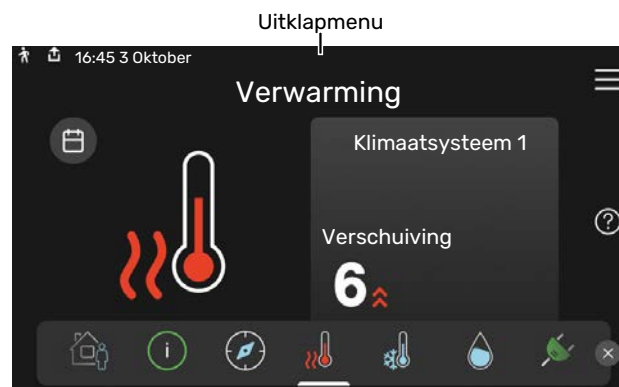 Uitklapmenu
16:45 3 Oktober
Verwarming
Klimaatsysteem 1
Verschuiving
6